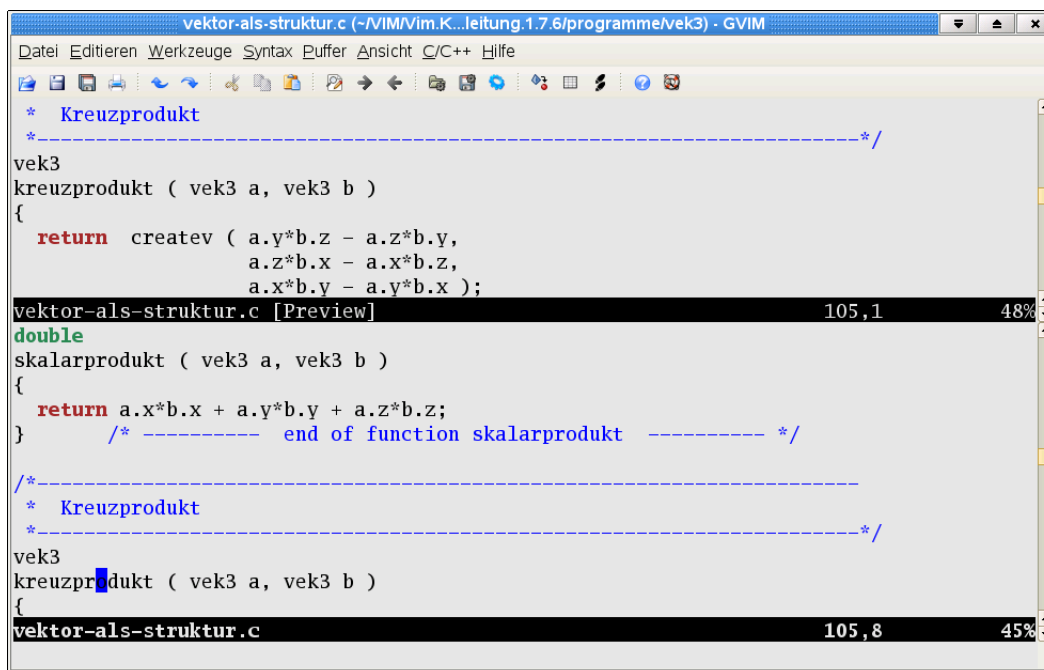 vektor-als-struktur.c (~/VIM/Vim.K...leitung.1.7.6/programme/vek3) - GVIM
Datei Editieren Werkzeuge Syntax Puffer Ansicht C/C++ Hilfe
*  Kreuzprodukt
*----------------------------------------------------------------------*/
vek3
kreuzprodukt ( vek3 a, vek3 b )
{
  return  createv ( a.y*b.z - a.z*b.y,
                    a.z*b.x - a.x*b.z,
                    a.x*b.y - a.y*b.x );
vektor-als-struktur.c [Preview] 105,1 48%
double
skalarprodukt ( vek3 a, vek3 b )
{
  return a.x*b.x + a.y*b.y + a.z*b.z;
}       /* ----------  end of function skalarprodukt  ---------- */
/*----------------------------------------------------------------------
 *  Kreuzprodukt
 *----------------------------------------------------------------------*/
vek3
kreuzprodukt ( vek3 a, vek3 b )
{
vektor-als-struktur.c 105,8 45%